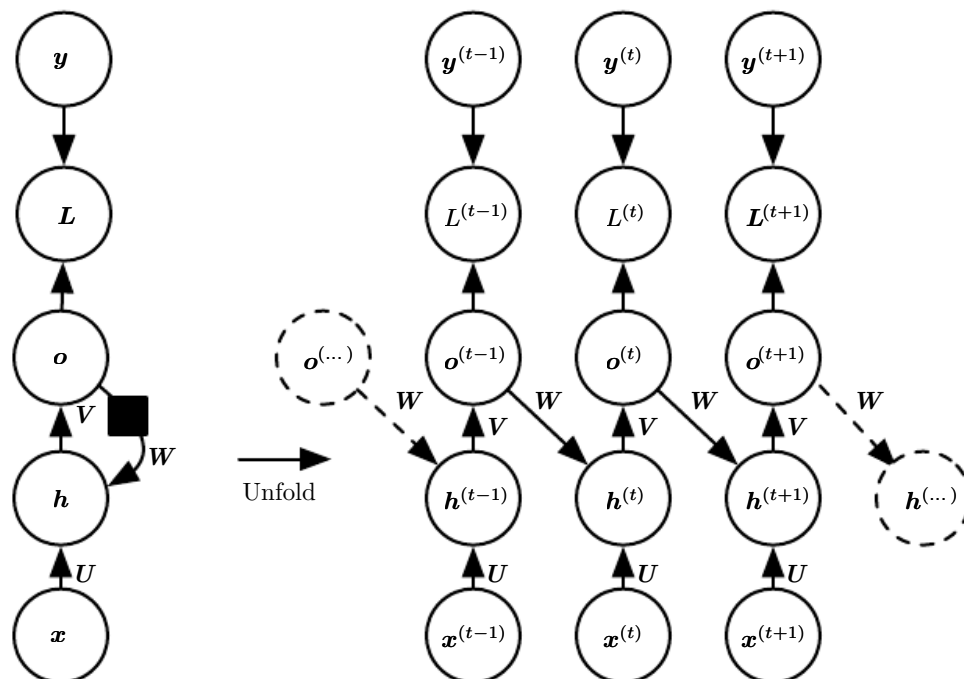 y y^(t−1) y^(t) y^(t+1)
L L^(t−1) L^(t) L^(t+1)
o o^(...) o^(t−1) o^(t) o^(t+1)
W W W W
V V V V
W
h h^(t−1) h^(t) h^(t+1) h^(...)
Unfold
U U U U
x x^(t−1) x^(t) x^(t+1)